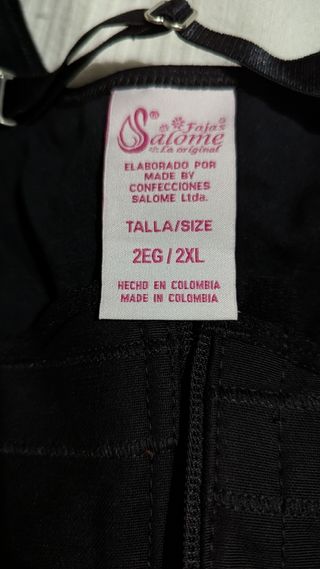 Fajas
Salome®
La original
ELABORADO POR
MADE BY
CONFECCIONES
SALOME Ltda.
TALLA/SIZE
2EG / 2XL
HECHO EN COLOMBIA
MADE IN COLOMBIA